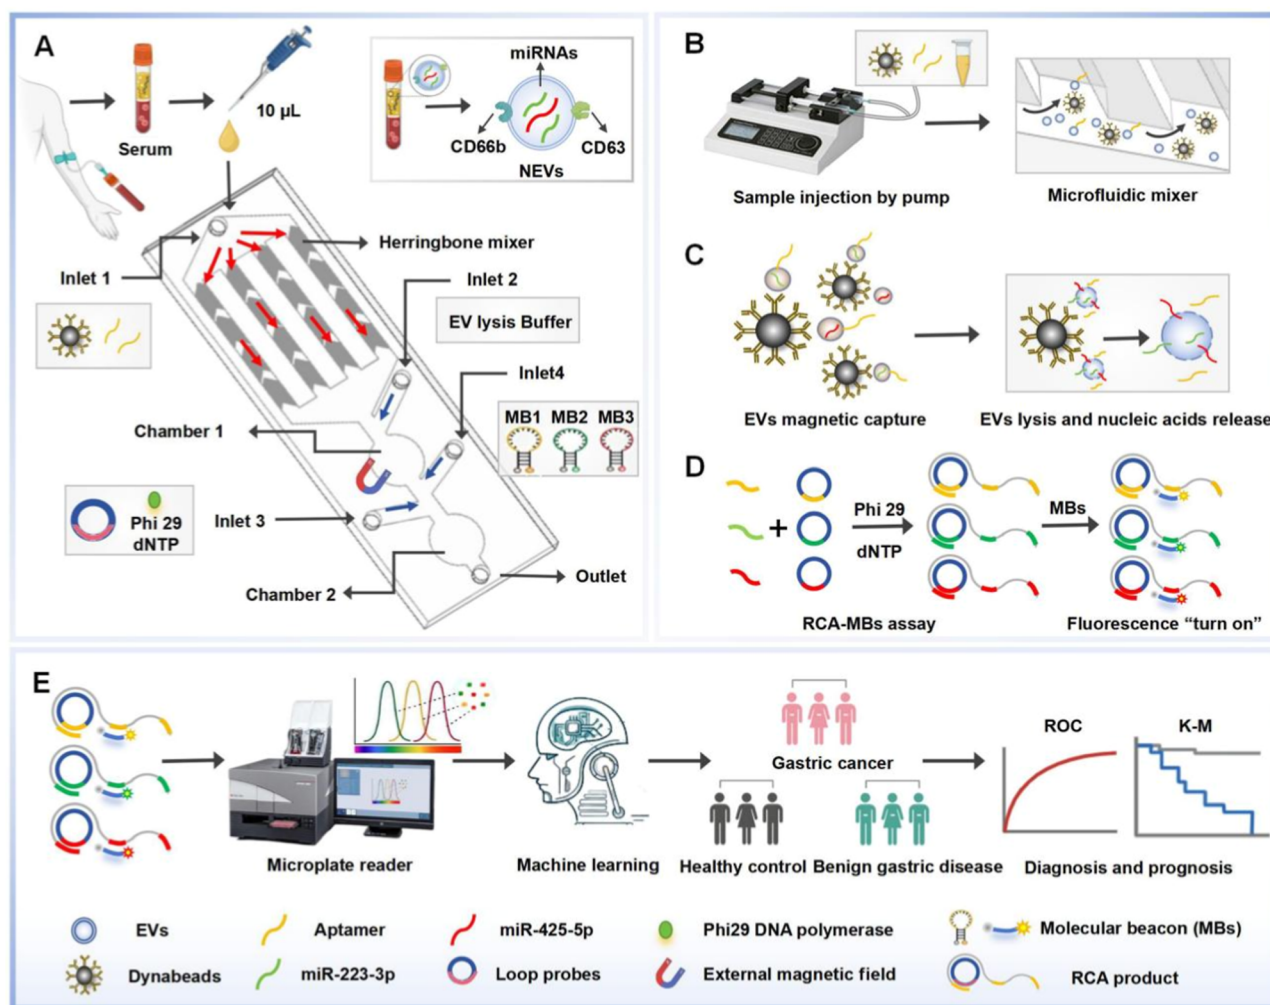 A
Serum
10 μL
miRNAs
CD66b
CD63
NEVs
Herringbone mixer
Inlet 1
Inlet 2
EV lysis Buffer
Inlet4
MB1 MB2 MB3
Chamber 1
Phi 29
dNTP
Inlet 3
Outlet
Chamber 2
B
Sample injection by pump
Microfluidic mixer
C
EVs magnetic capture
EVs lysis and nucleic acids release
D
+
Phi 29
dNTP
MBs
RCA-MBs assay
Fluorescence “turn on”
E
Microplate reader
Machine learning
Gastric cancer
Healthy control
Benign gastric disease
ROC
K-M
Diagnosis and prognosis
EVs
Aptamer
miR-425-5p
Phi29 DNA polymerase
Molecular beacon (MBs)
Dynabeads
miR-223-3p
Loop probes
External magnetic field
RCA product